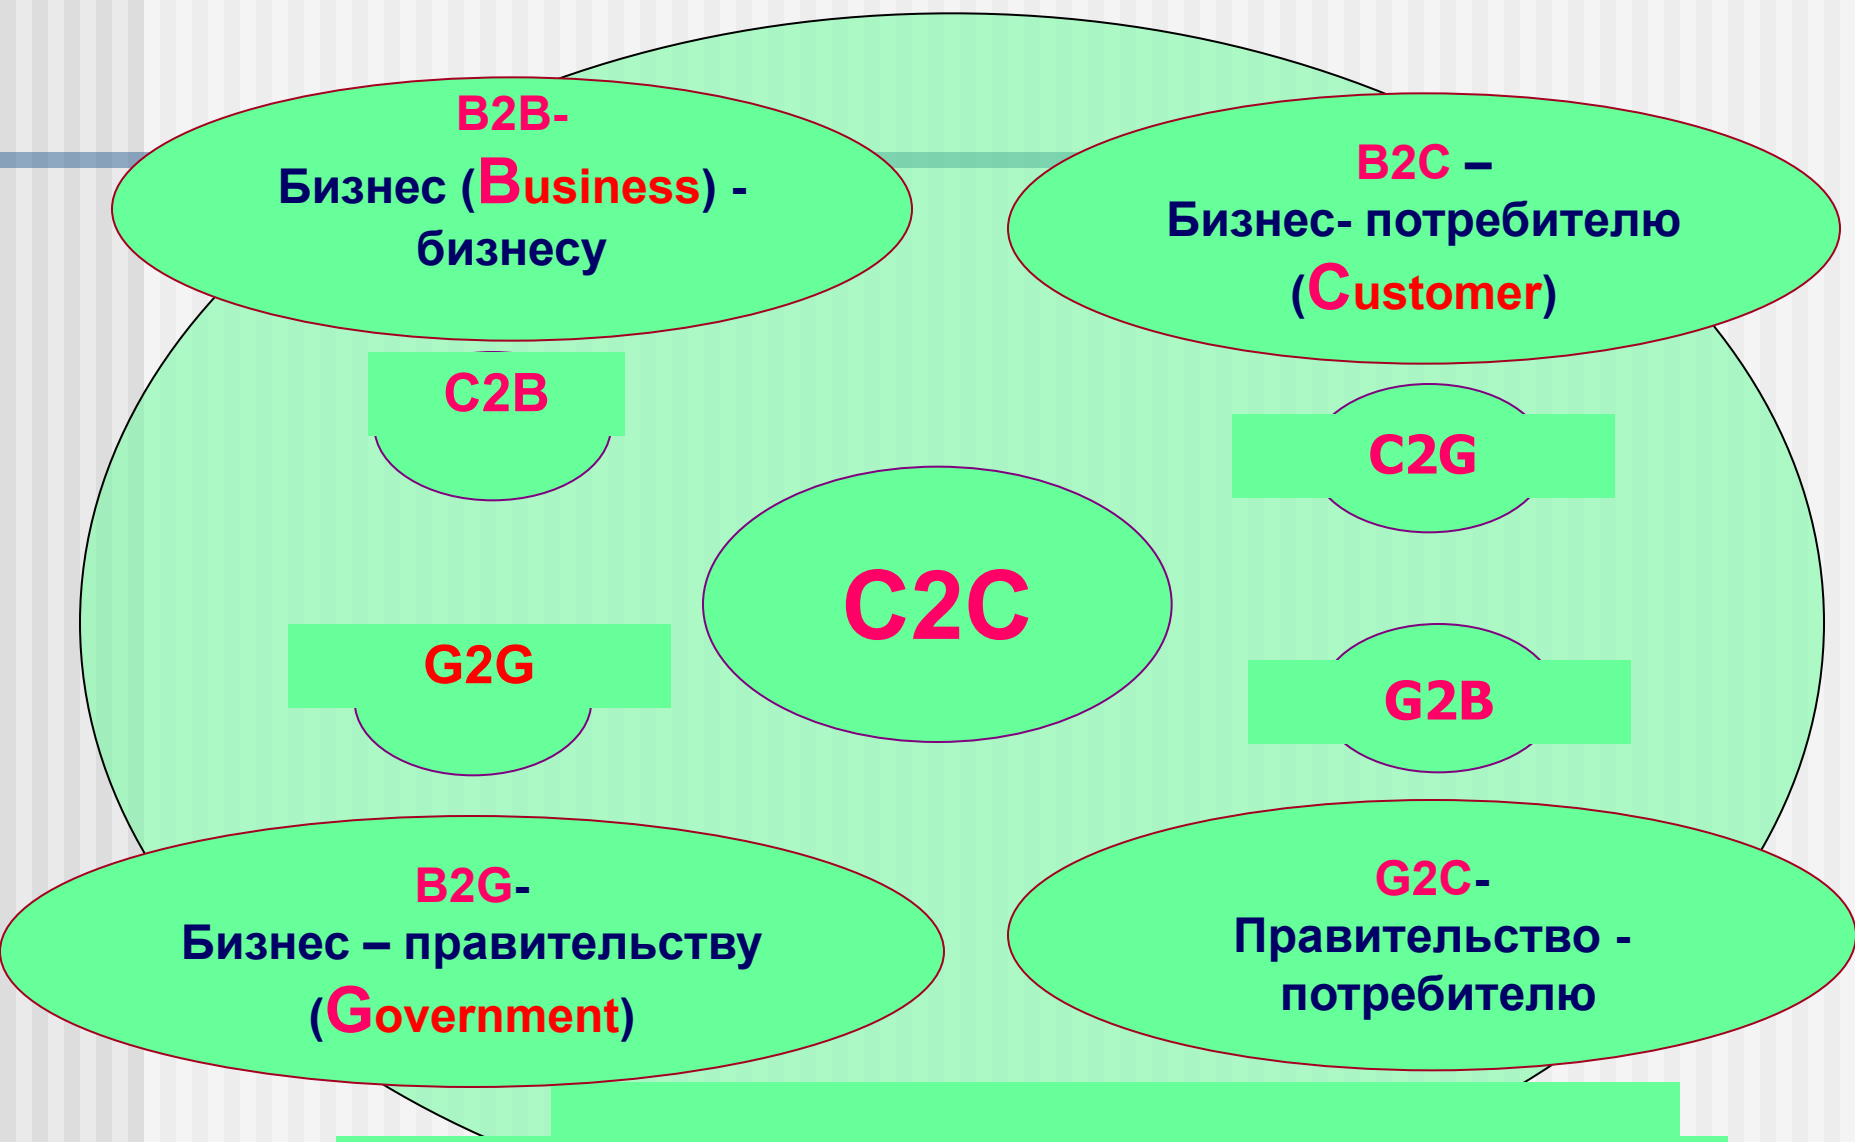 B2B-
Бизнес (Business) -
бизнесу
B2C –
Бизнес- потребителю
(Customer)
C2B
C2G
C2C
G2G
G2B
B2G-
Бизнес – правительству
(Government)
G2C-
Правительство -
потребителю